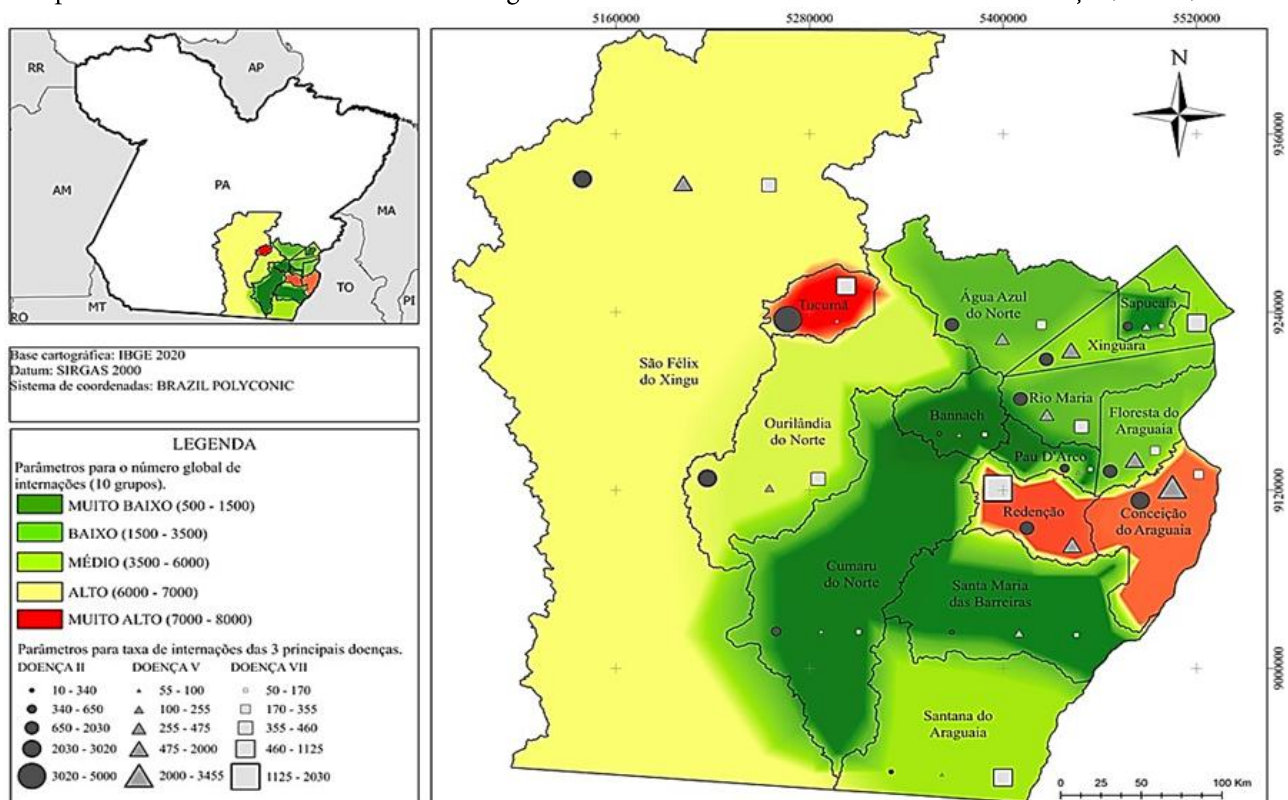 RR
AP
AM
PA
MA
MT
TO
PI
RO
Base cartográfica: IBGE 2020
Datum: SIRGAS 2000
Sistema de coordenadas: BRAZIL POLYCONIC
LEGENDA
Parâmetros para o número global de
internações (10 grupos).
MUITO BAIXO (500 - 1500)
BAIXO (1500 - 3500)
MÉDIO (3500 - 6000)
ALTO (6000 - 7000)
MUITO ALTO (7000 - 8000)
Parâmetros para taxa de internações das 3 principais doenças.
DOENÇA II DOENÇA V DOENÇA VII
10 - 340 55 - 100 50 - 170
340 - 650 100 - 255 170 - 355
650 - 2030 255 - 475 355 - 460
2030 - 3020 475 - 2000 460 - 1125
3020 - 5000 2000 - 3455 1125 - 2030
5160000 5280000 5400000 5520000
N
9360000
9240000
9120000
9000000
Tucumã
Água Azul
do Norte
Sapucaia
Xinguara
São Félix
do Xingu
Rio Maria
Floresta do
Araguaia
Bannach
Ourilândia
do Norte
Pau D'Arco
Redenção
Conceição
do Araguaia
Cumaru
do Norte
Santa Maria
das Barreiras
Santana do
Araguaia
0 25 50 100 Km